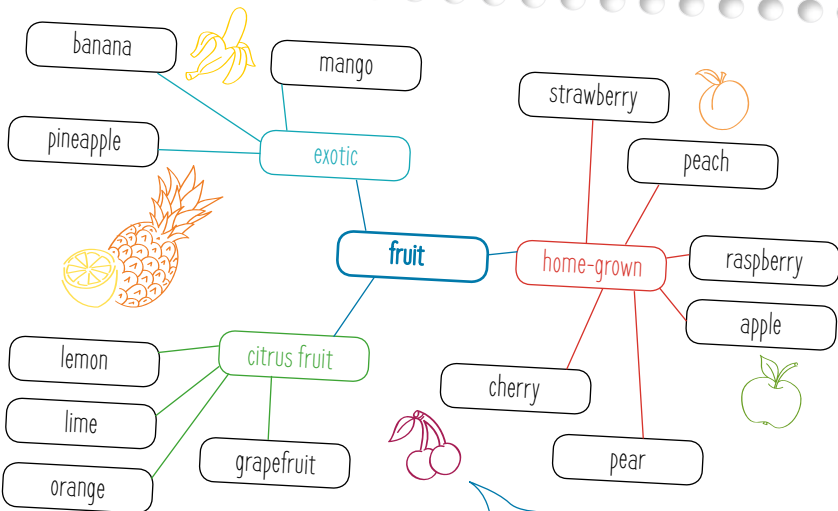 banana
mango
pineapple
exotic
strawberry
peach
fruit
home-grown
raspberry
apple
lemon
citrus fruit
lime
orange
grapefruit
cherry
pear